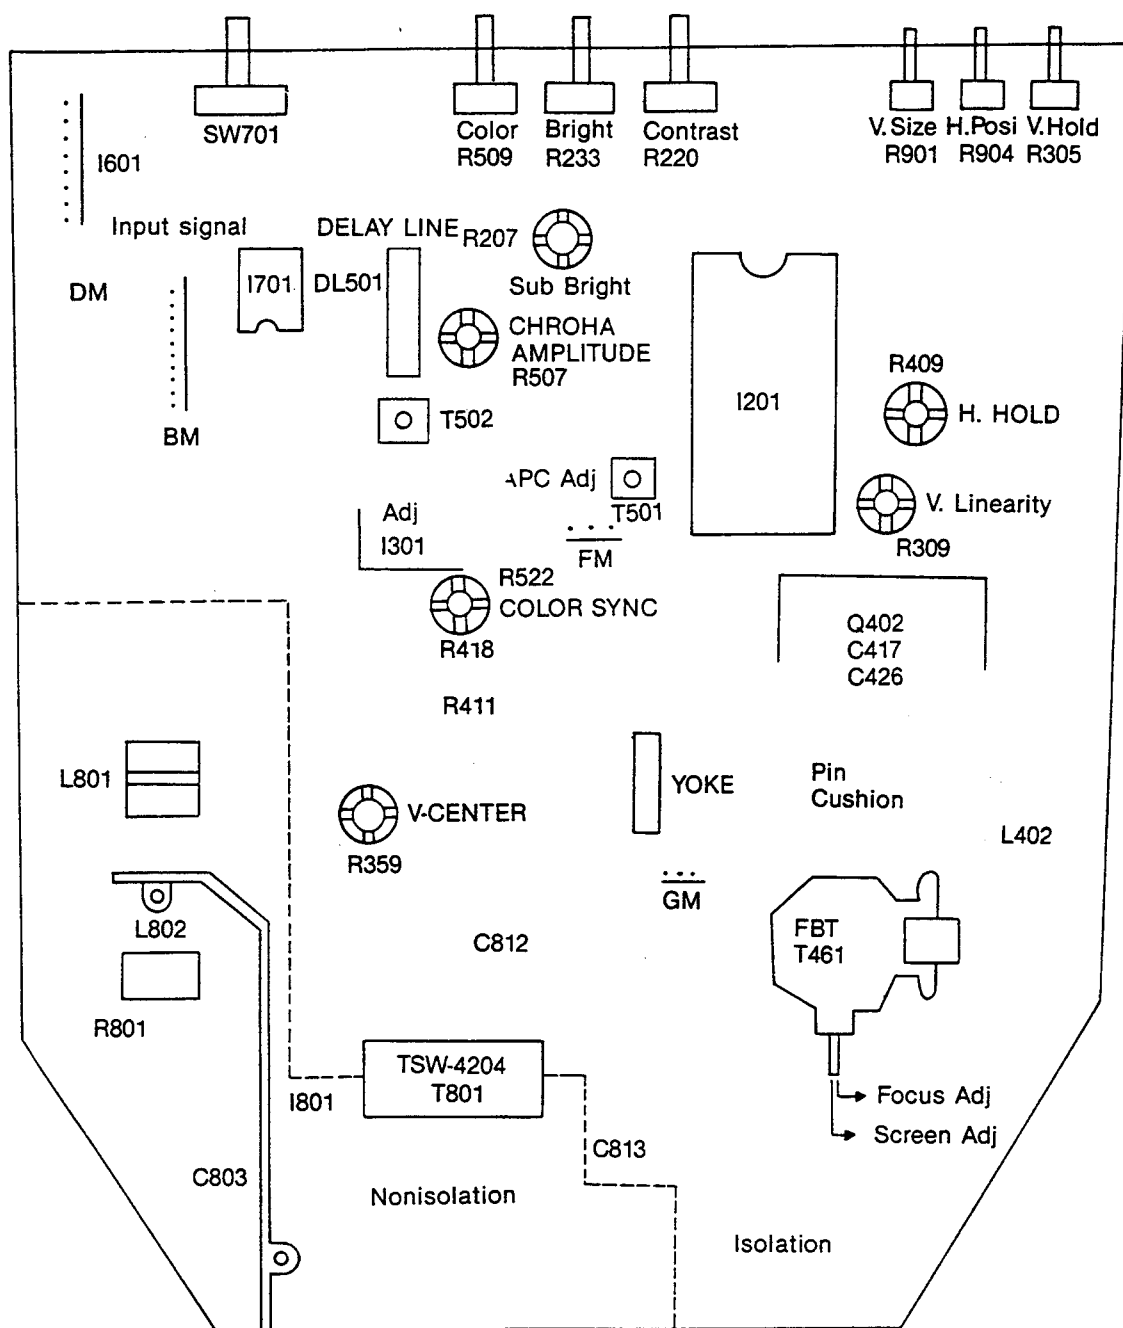 SW701
Color
R509
Bright
R233
Contrast
R220
V. Size
R901
H.Posi
R904
V.Hold
R305
I601
Input signal
DELAY LINE
R207
Sub Bright
DM
I701
DL501
CHROHA
AMPLITUDE
R507
I201
R409
H. HOLD
BM
T502
APC Adj
T501
V. Linearity
R309
Adj
I301
FM
R522
COLOR SYNC
R418
R411
Q402
C417
C426
L801
YOKE
Pin
Cushion
V-CENTER
R359
L402
GM
L802
C812
FBT
T461
R801
TSW-4204
T801
I801
Focus Adj
Screen Adj
C813
C803
Nonisolation
Isolation